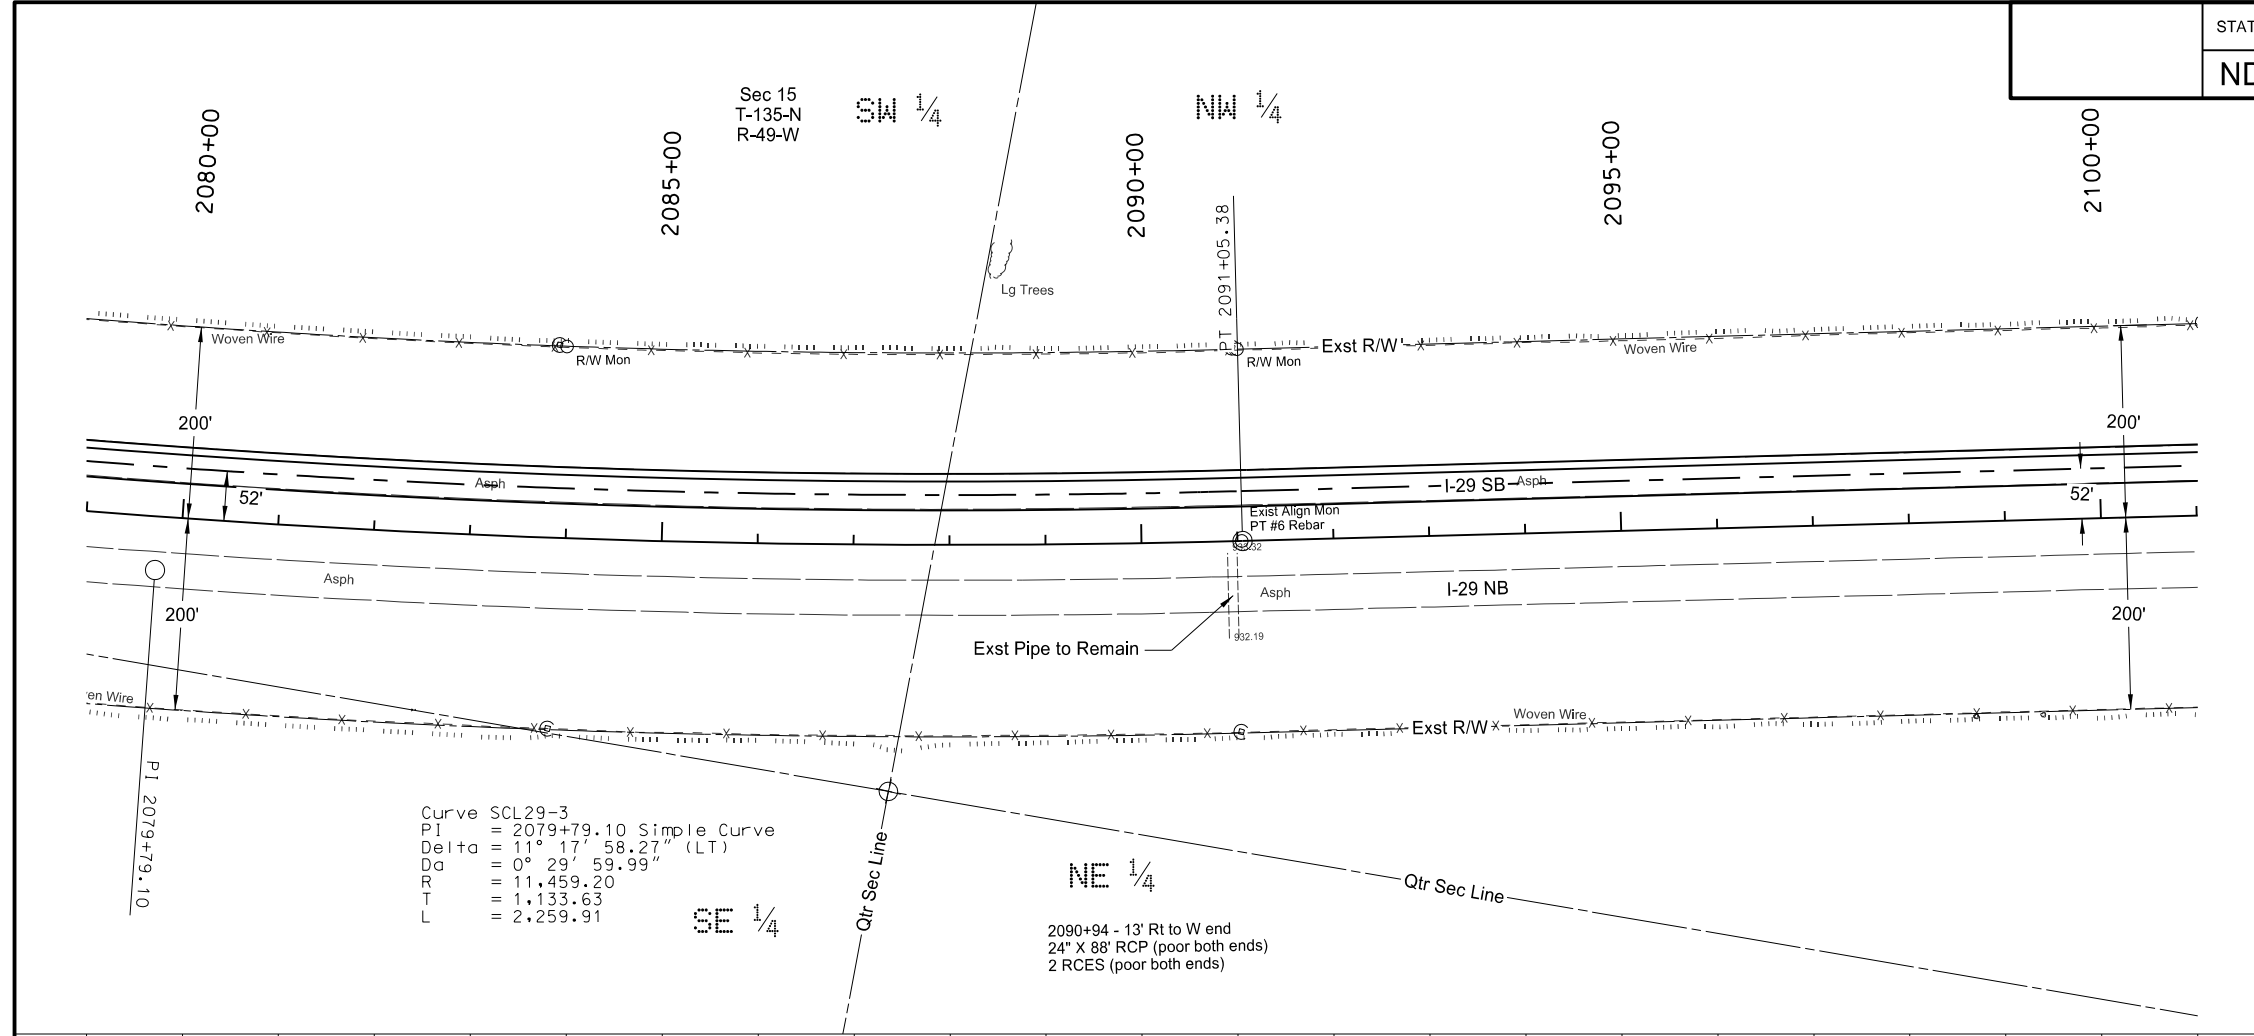 STAT
ND
Sec 15
T-135-N
R-49-W
SW 1/4
NW 1/4
2080+00
2085+00
2090+00
2095+00
2100+00
PT 2091+05.38
Lg Trees
Woven Wire
R/W Mon
R/W Mon
Exst R/W
Woven Wire
200'
200'
52'
Asph
I-29 SB
Asph
52'
Exist Align Mon
PT #6 Rebar
Asph
Asph
I-29 NB
200'
200'
932.19
Exst Pipe to Remain
en Wire
Woven Wire
Exst R/W
PI 2079+79.10
Curve SCL29-3
PI = 2079+79.10 Simple Curve
Delta = 11° 17' 58.27" (LT)
Da = 0° 29' 59.99"
R = 11,459.20
T = 1,133.63
L = 2,259.91
SE 1/4
Qtr Sec Line
NE 1/4
Qtr Sec Line
2090+94 - 13' Rt to W end
24" X 88' RCP (poor both ends)
2 RCES (poor both ends)